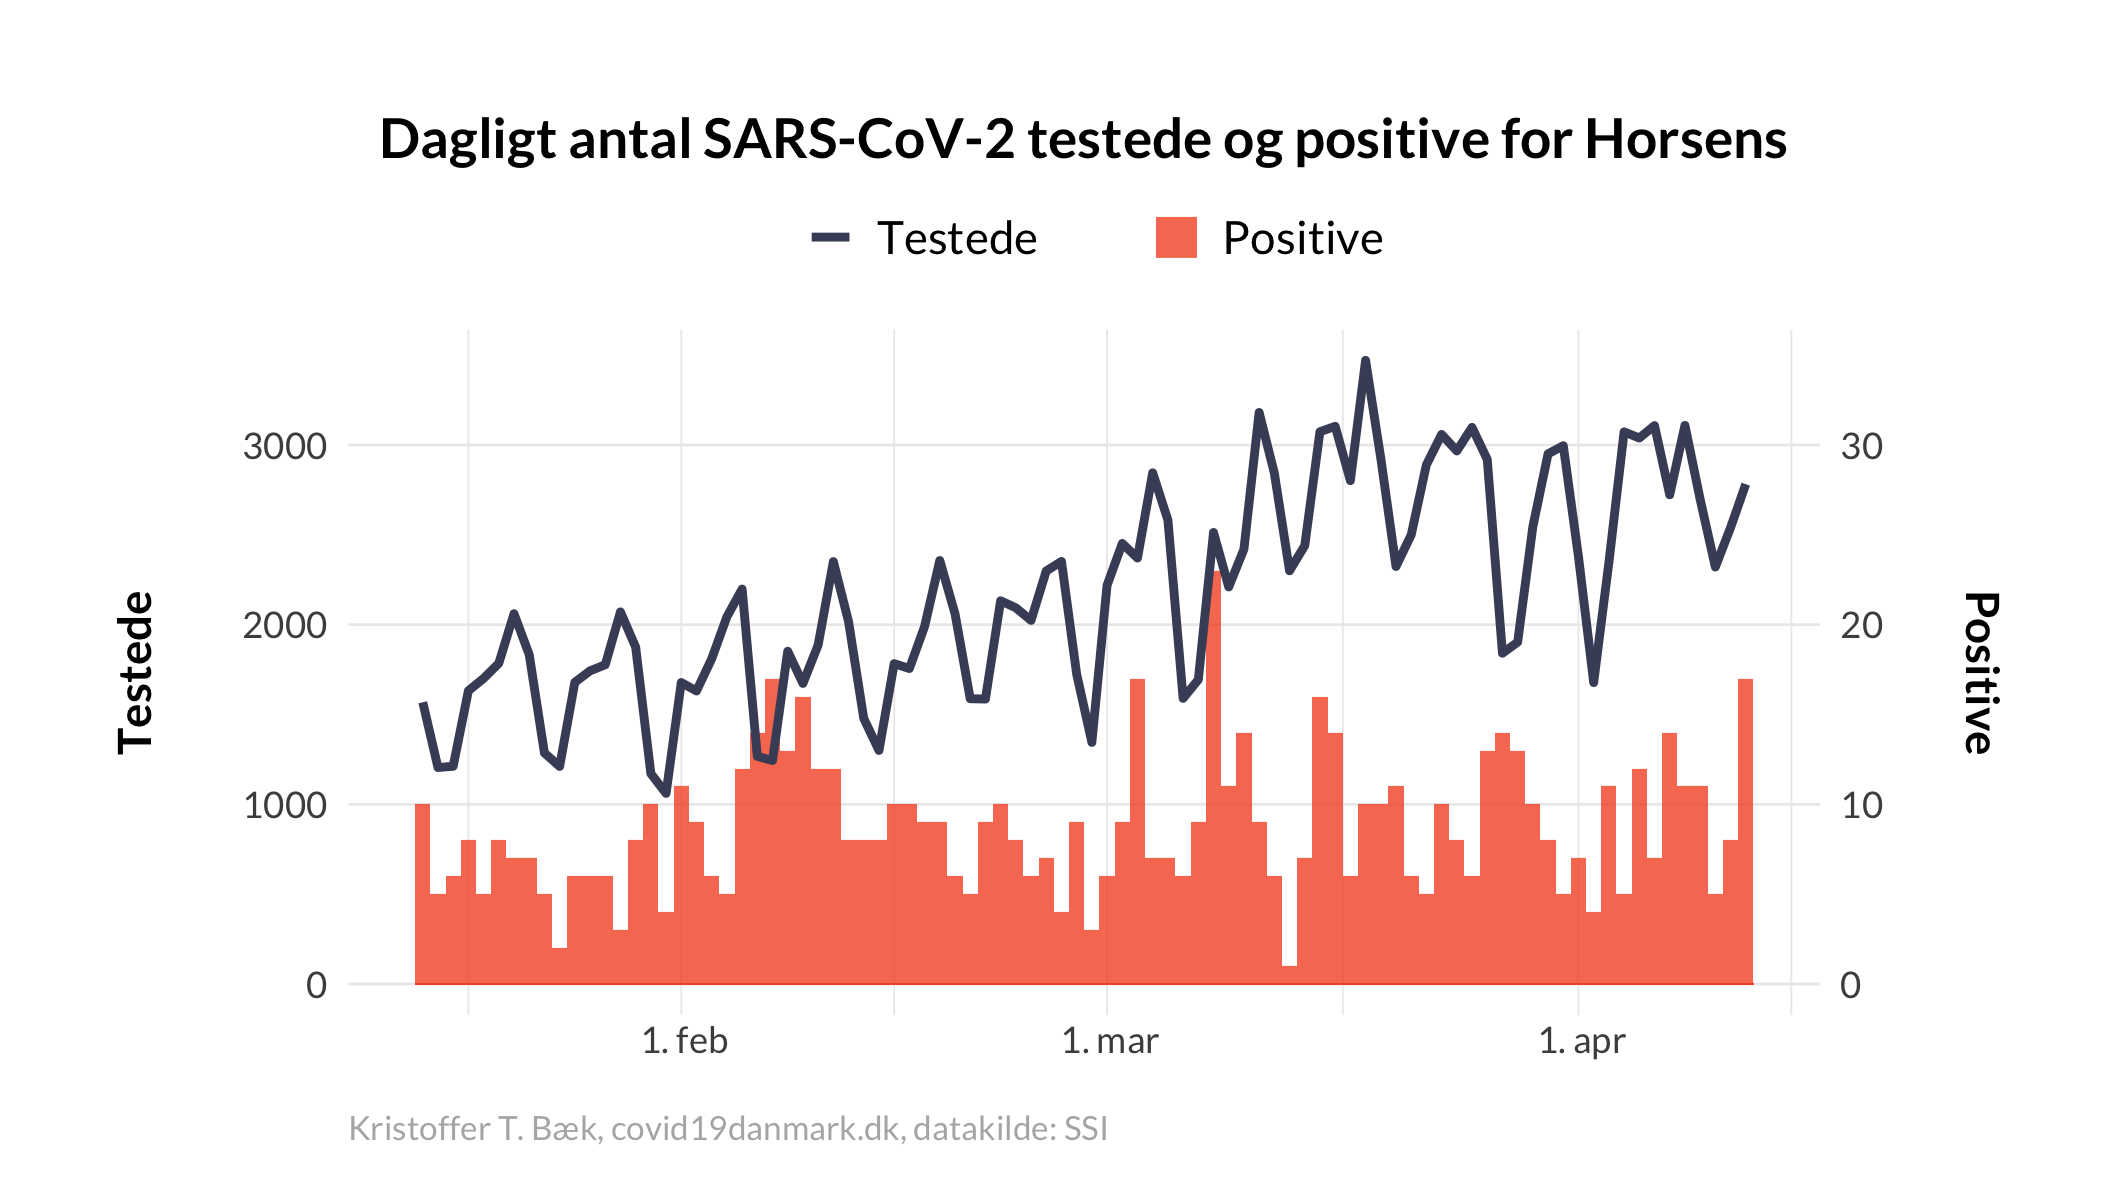 Dagligt antal SARS-CoV-2 testede og positive for Horsens
Testede
Positive
3000
2000
1000
0
30
20
10
0
Testede
Positive
1. feb
1. mar
1. apr
Kristoffer T. Bæk, covid19danmark.dk, datakilde: SSI